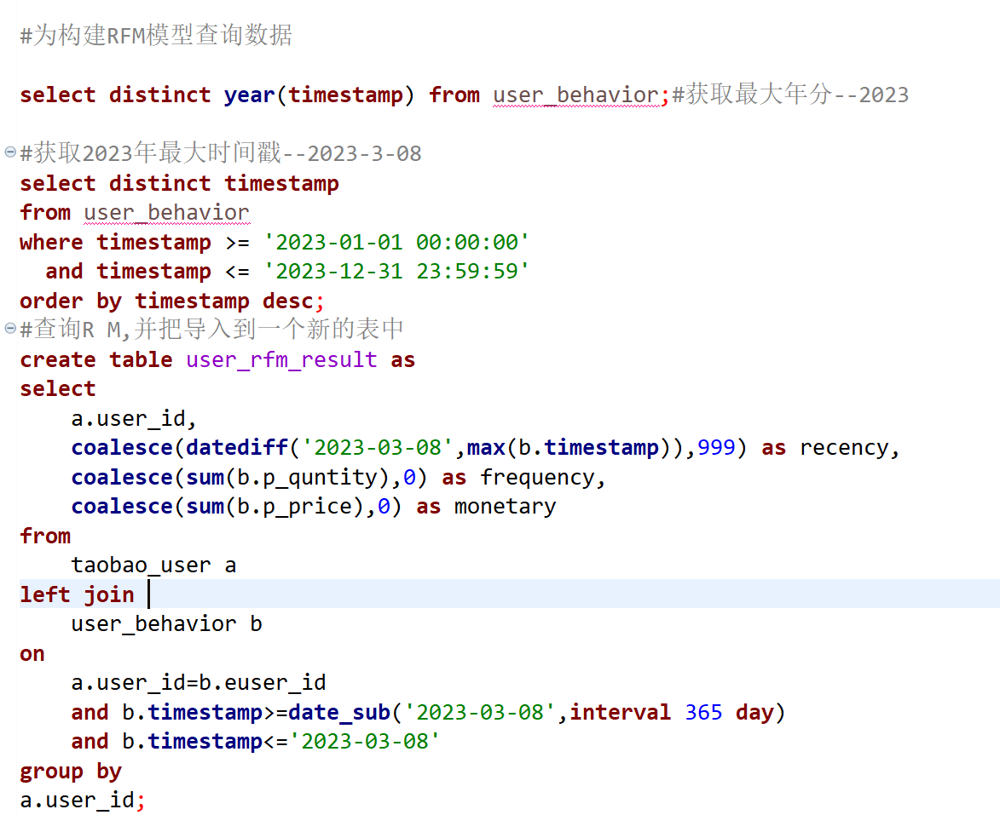 #为构建RFM模型查询数据
select distinct year(timestamp) from user_behavior;#获取最大年分--2023
#获取2023年最大时间戳--2023-3-08
select distinct timestamp
from user_behavior
where timestamp >= '2023-01-01 00:00:00'
  and timestamp <= '2023-12-31 23:59:59'
order by timestamp desc;
#查询R M,并把导入到一个新的表中
create table user_rfm_result as
select
    a.user_id,
    coalesce(datediff('2023-03-08',max(b.timestamp)),999) as recency,
    coalesce(sum(b.p_quntity),0) as frequency,
    coalesce(sum(b.p_price),0) as monetary
from
    taobao_user a
left join
    user_behavior b
on
    a.user_id=b.euser_id
    and b.timestamp>=date_sub('2023-03-08',interval 365 day)
    and b.timestamp<='2023-03-08'
group by
a.user_id;